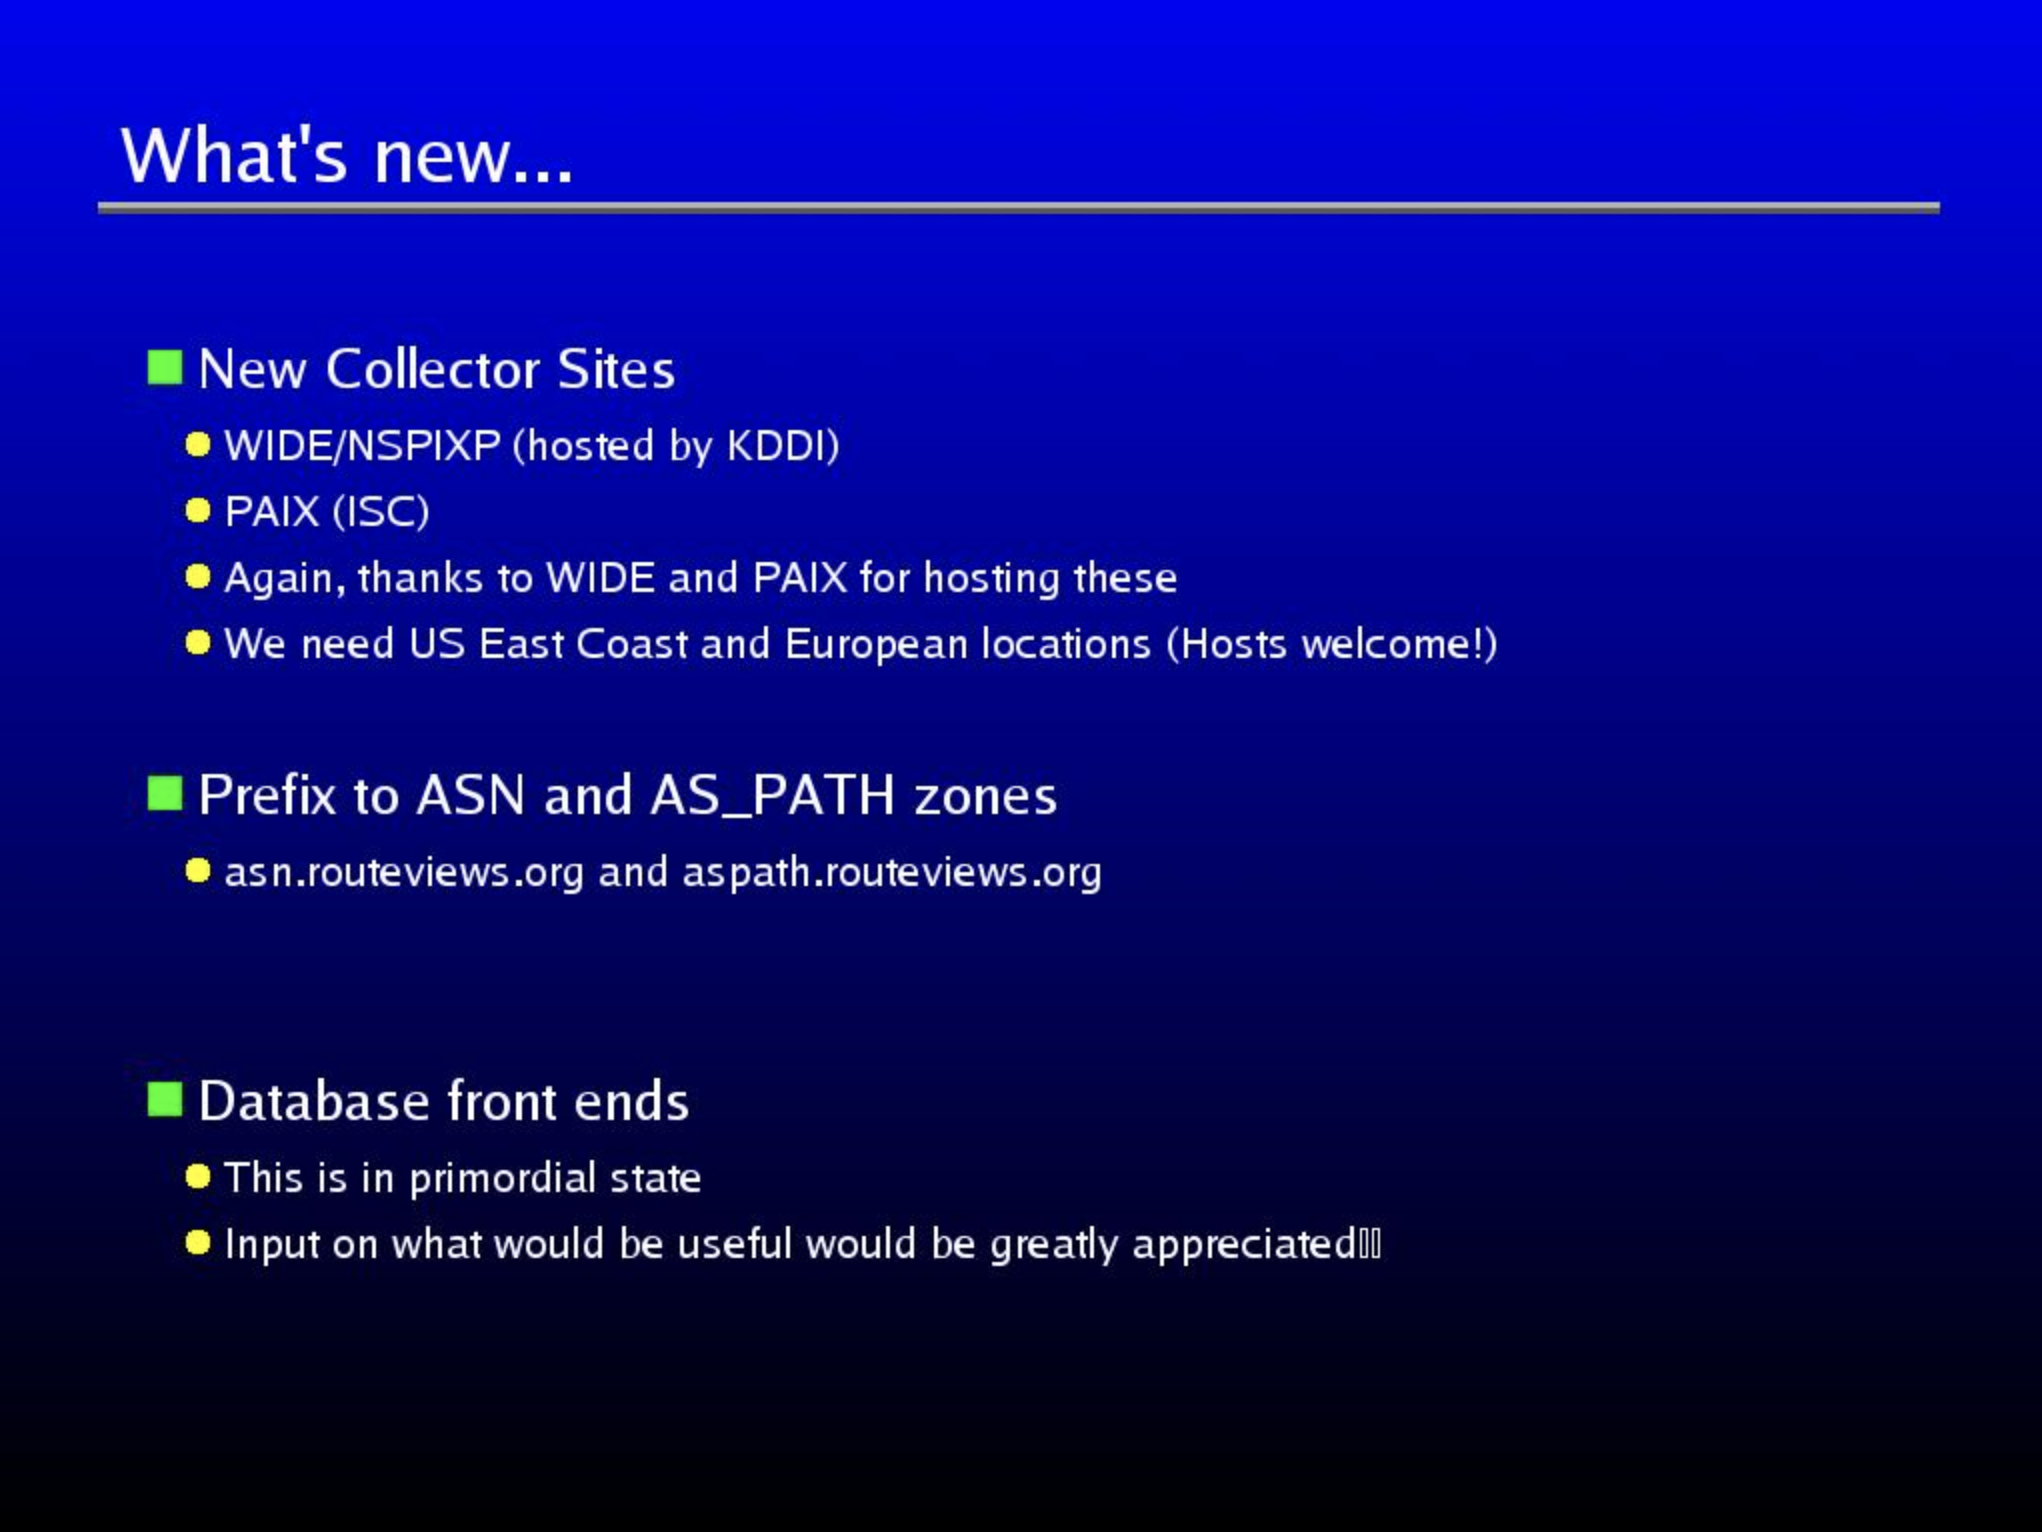 What's new...
New Collector Sites
WIDE/NSPIXP (hosted by KDDI)
PAIX (ISC)
Again, thanks to WIDE and PAIX for hosting these
We need US East Coast and European locations (Hosts welcome!)
Prefix to ASN and AS_PATH zones
asn.routeviews.org and aspath.routeviews.org
Database front ends
This is in primordial state
Input on what would be useful would be greatly appreciated